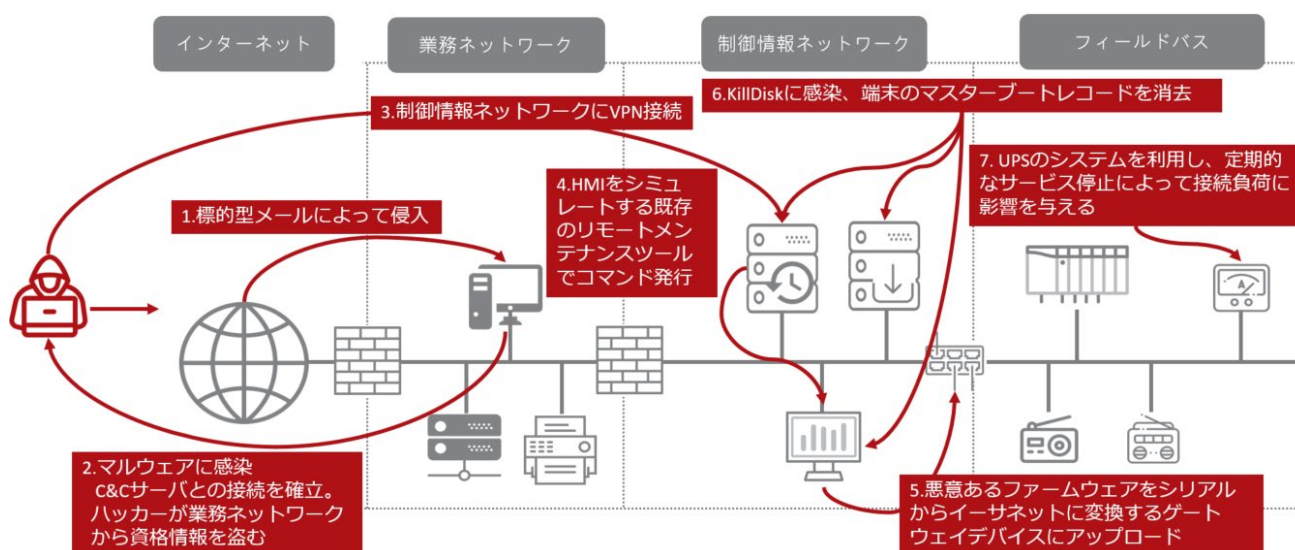 インターネット
業務ネットワーク
制御情報ネットワーク
フィールドバス
3.制御情報ネットワークにVPN接続
6.KillDiskに感染、端末のマスターブートレコードを消去
1.標的型メールによって侵入
4.HMIをシミュ
レートする既存
のリモートメン
テナンスツール
でコマンド発行
7. UPSのシステムを利用し、定期的
なサービス停止によって接続負荷に
影響を与える
A
2.マルウェアに感染
C&Cサーバとの接続を確立。
ハッカーが業務ネットワーク
から資格情報を盗む
5.悪意あるファームウェアをシリアル
からイーサネットに変換するゲート
ウェイデバイスにアップロード